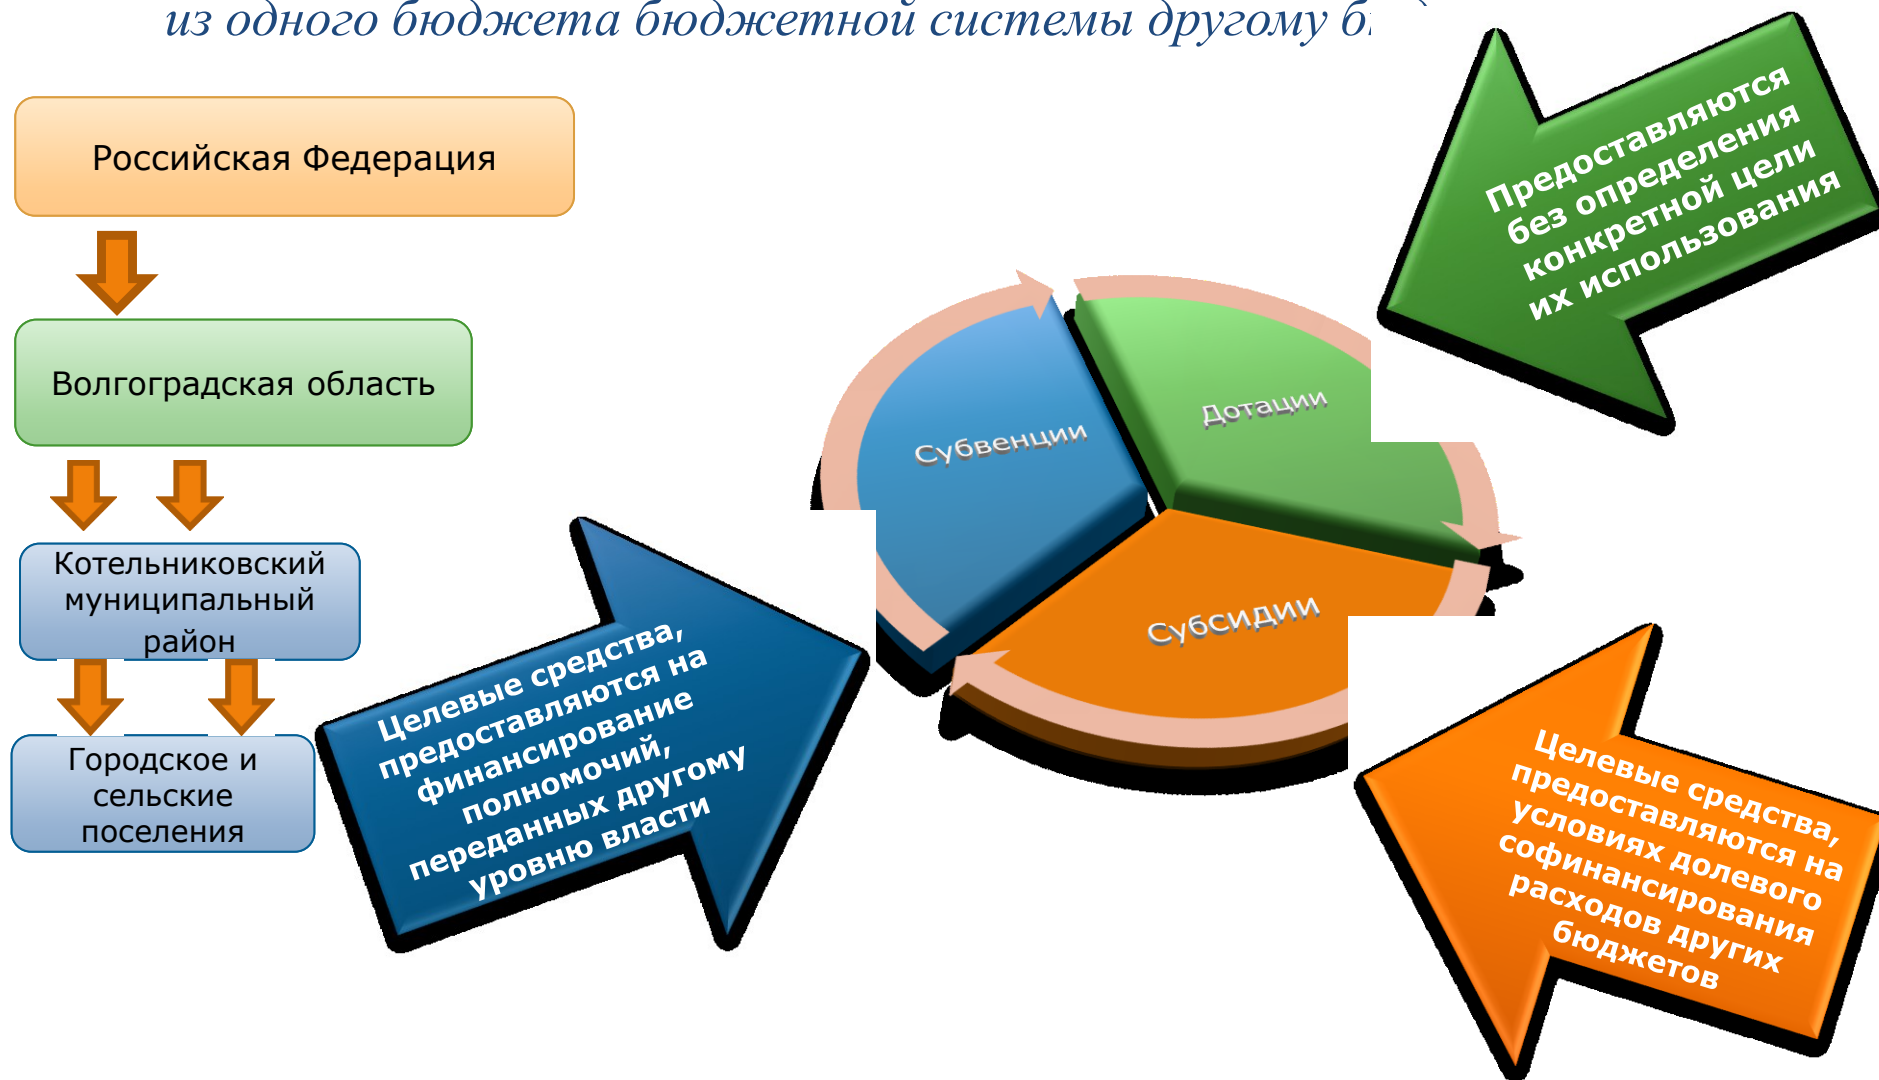 из одного бюджета бюджетной системы другому
Российская Федерация
Волгоградская область
Котельниковский
муниципальный
район
Городское и
сельские
поселения
Целевые средства,
предоставляются на
финансирование
полномочий,
переданных другому
уровню власти
Субвенции
Дотации
Субсидии
Предоставляются
без определения
конкретной цели
их использования
Целевые средства,
предоставляются на
условиях долевого
софинансирования
расходов других
бюджетов